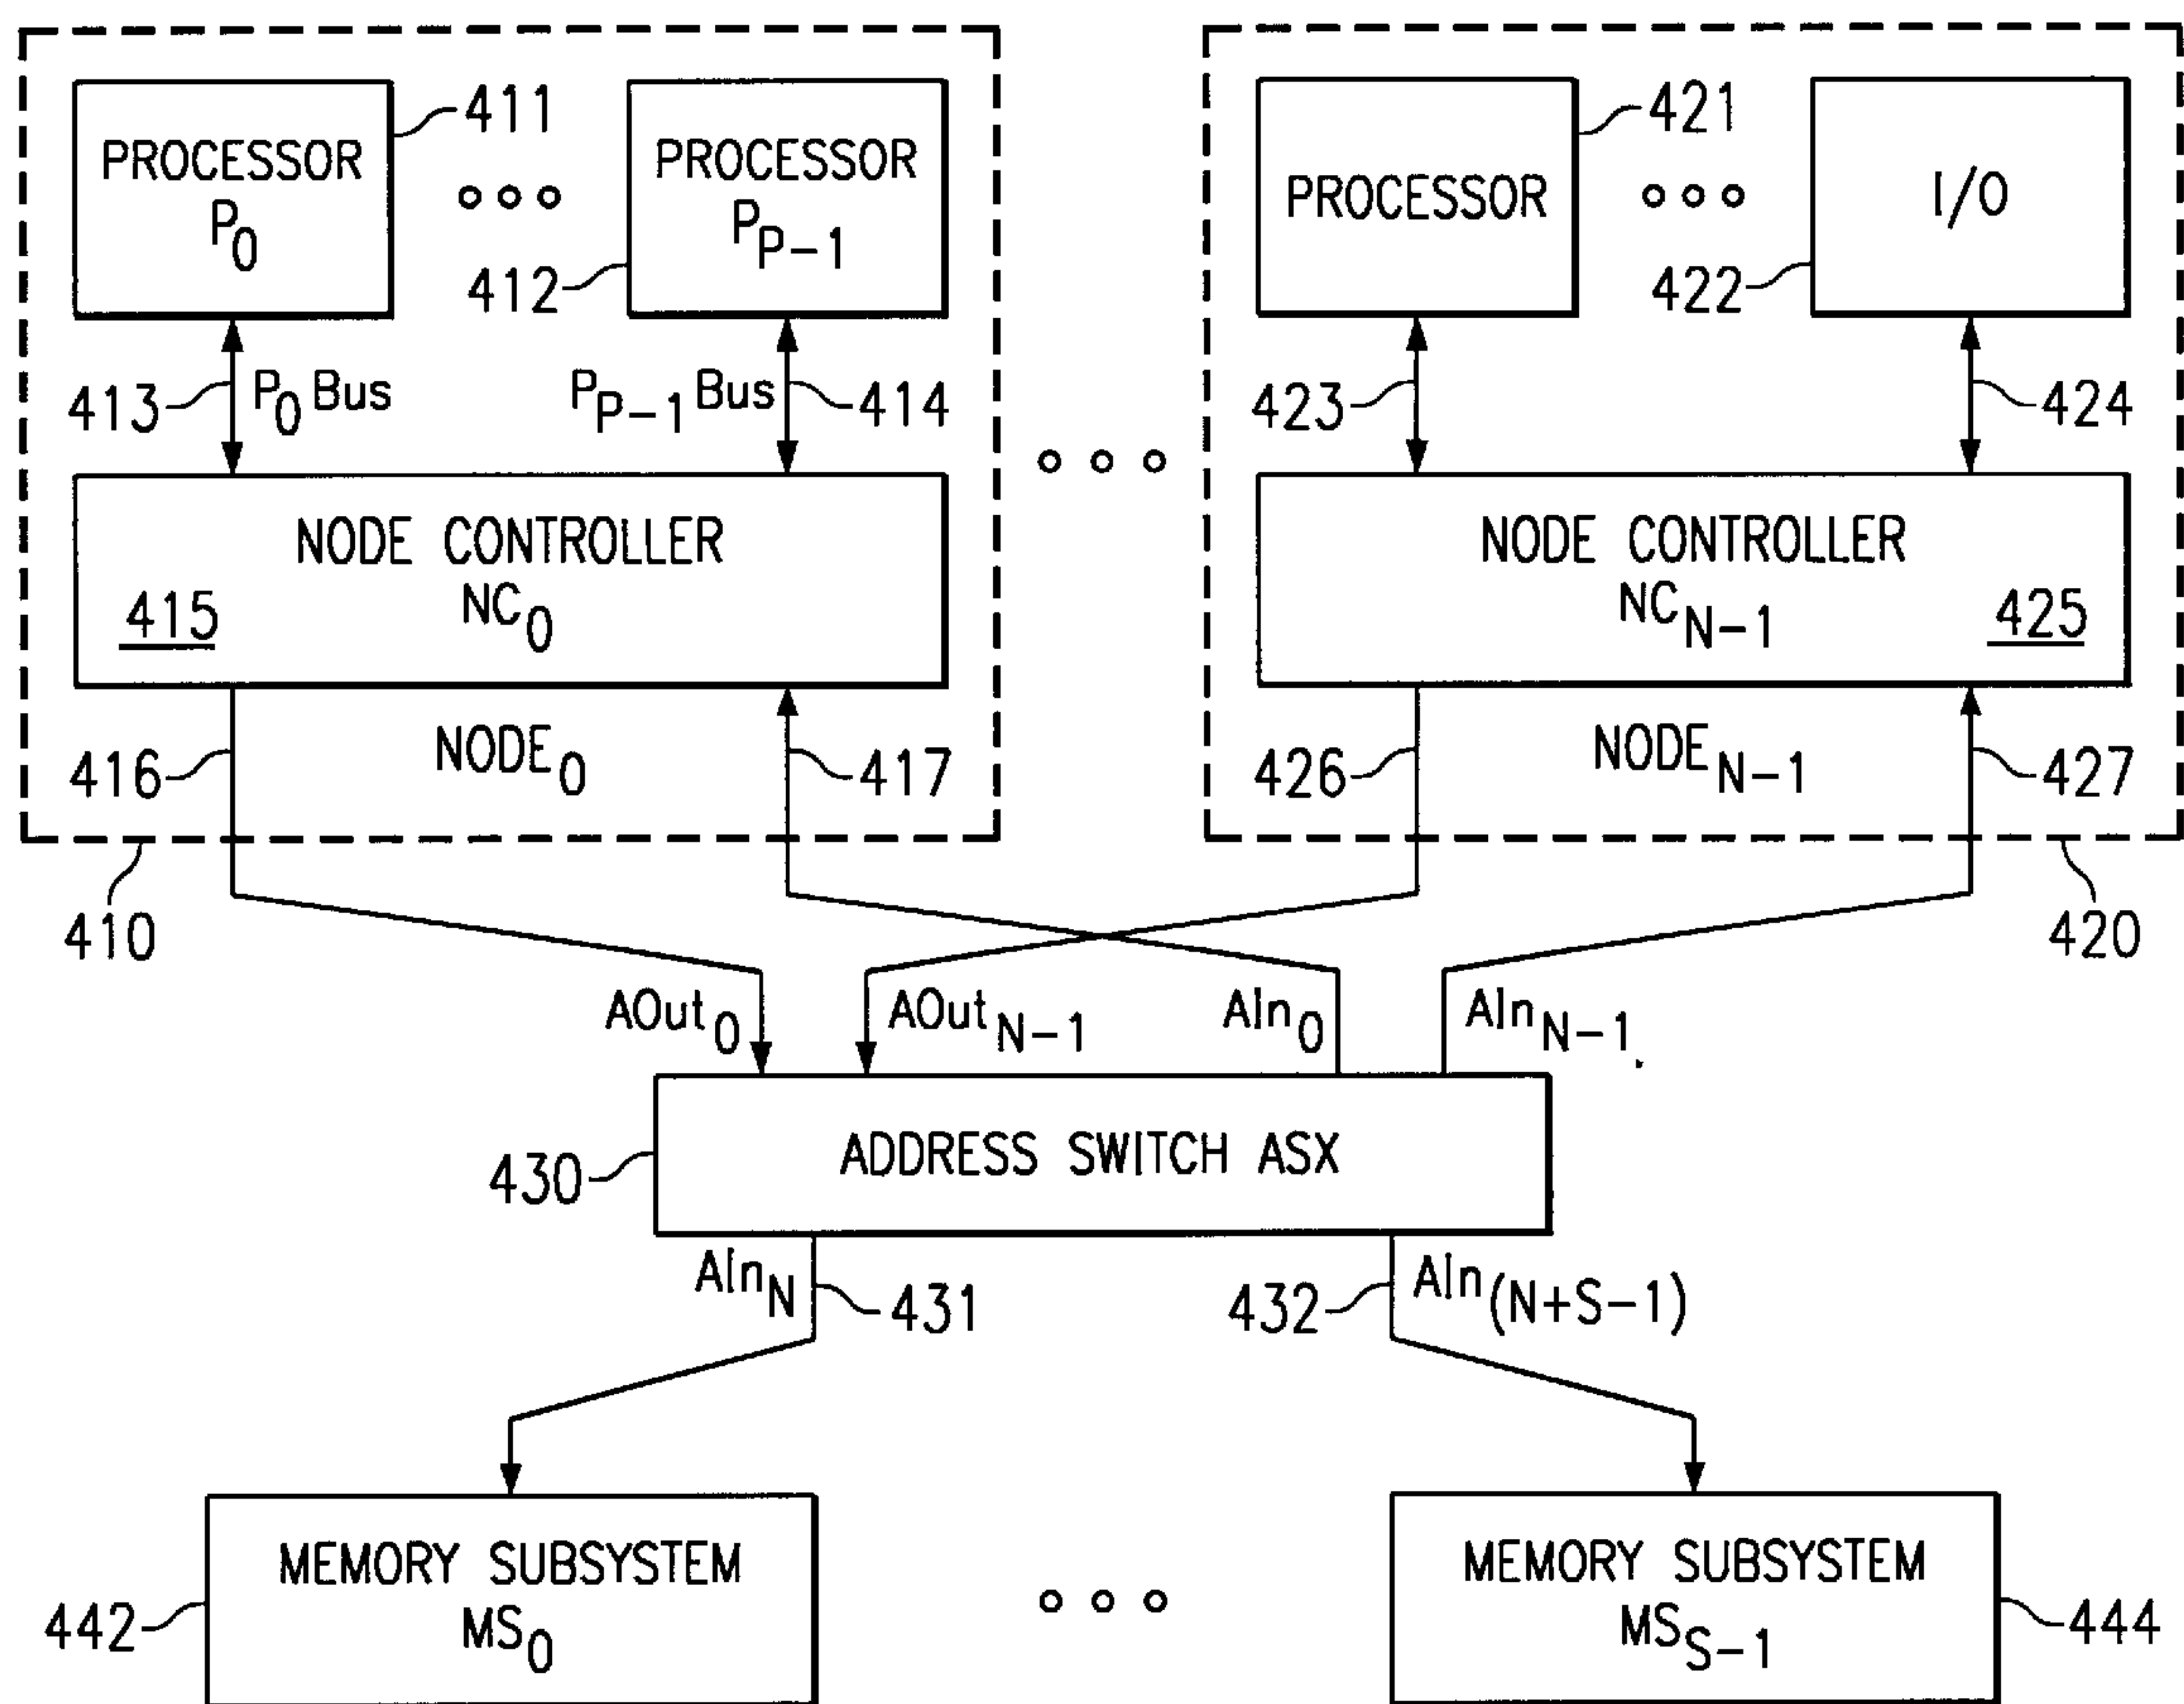 PROCESSOR
P0
411
412
PROCESSOR
PP-1
PROCESSOR
421
422
I/O
413
P0 Bus
PP-1 Bus
414
423
424
NODE CONTROLLER
NC0
415
NODE CONTROLLER
NCN-1
425
416
NODE0
417
426
NODEN-1
427
410
420
AOut0
AOutN-1
AIn0
AInN-1
430
ADDRESS SWITCH ASX
AInN
431
432
AIn(N+S-1)
MEMORY SUBSYSTEM
MS0
442
MEMORY SUBSYSTEM
MSS-1
444